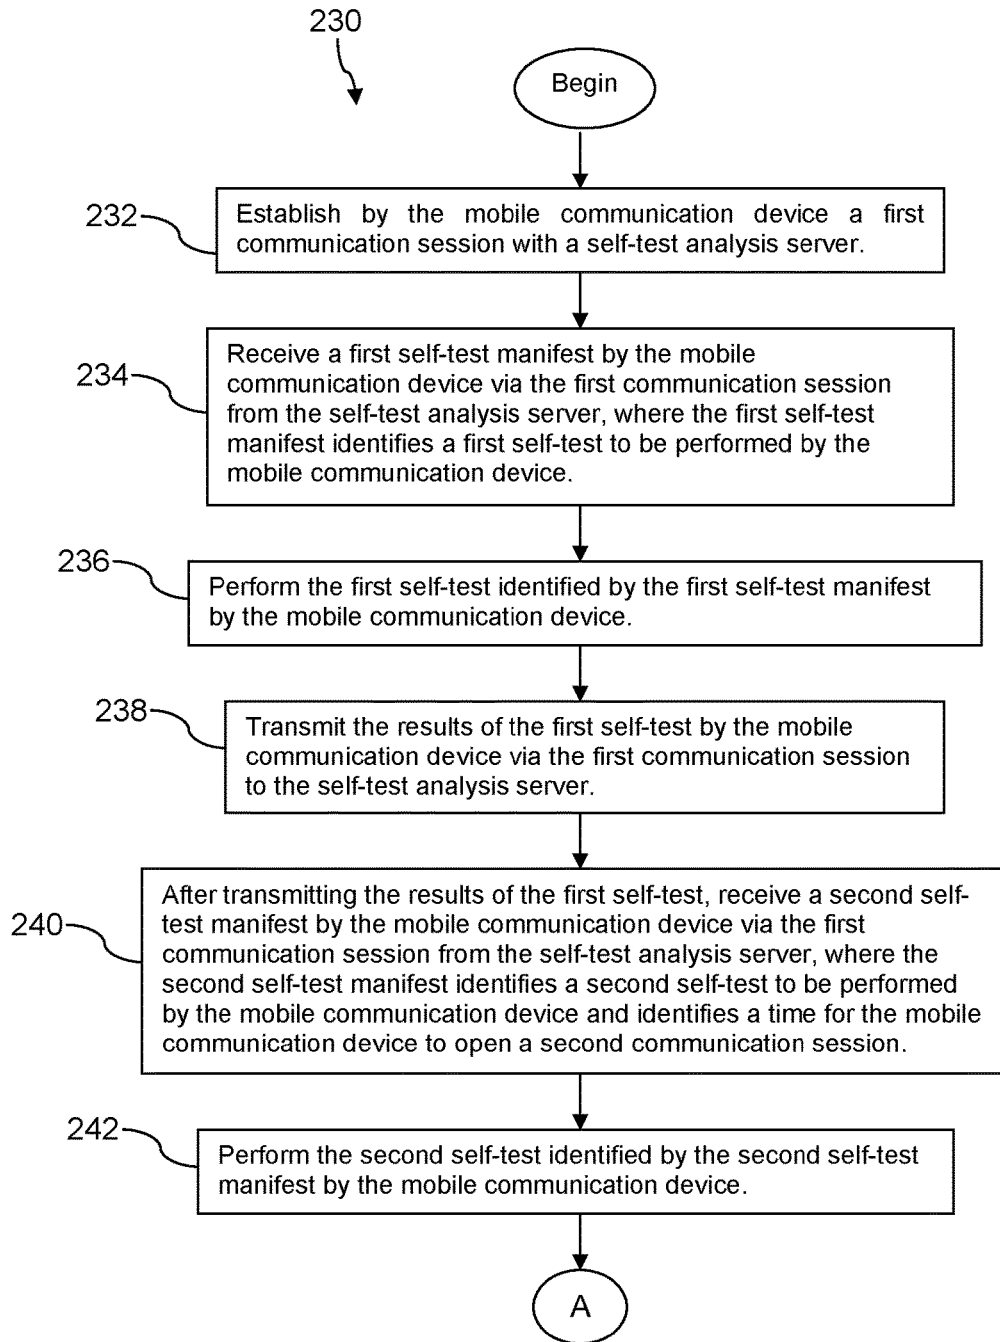 230
Begin
232
Establish by the mobile communication device a first
communication session with a self-test analysis server.
234
Receive a first self-test manifest by the mobile
communication device via the first communication session
from the self-test analysis server, where the first self-test
manifest identifies a first self-test to be performed by the
mobile communication device.
236
Perform the first self-test identified by the first self-test manifest
by the mobile communication device.
238
Transmit the results of the first self-test by the mobile
communication device via the first communication session
to the self-test analysis server.
240
After transmitting the results of the first self-test, receive a second self-
test manifest by the mobile communication device via the first
communication session from the self-test analysis server, where the
second self-test manifest identifies a second self-test to be performed
by the mobile communication device and identifies a time for the mobile
communication device to open a second communication session.
242
Perform the second self-test identified by the second self-test
manifest by the mobile communication device.
A